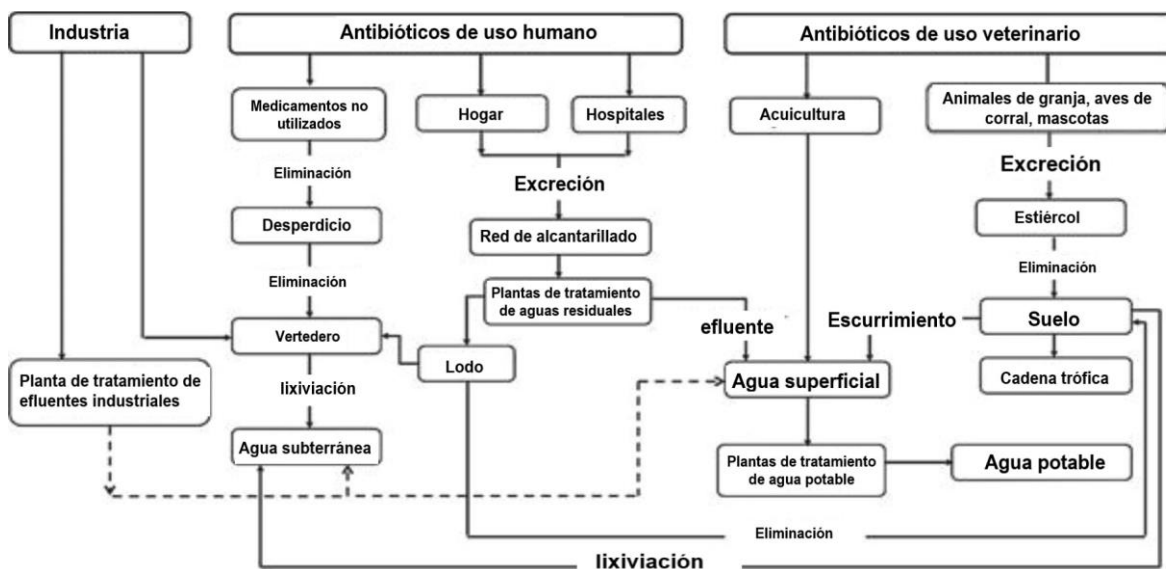 Industria
Antibióticos de uso humano
Antibióticos de uso veterinario
Medicamentos no
utilizados
Hogar
Hospitales
Acuicultura
Animales de granja, aves de
corral, mascotas
Eliminación
Excreción
Excreción
Desperdicio
Red de alcantarillado
Estiércol
Eliminación
Plantas de tratamiento
de aguas residuales
Eliminación
Vertedero
efluente
Escurrimiento
Suelo
Lodo
Planta de tratamiento de
efluentes industriales
lixiviación
Agua superficial
Cadena trófica
Agua subterránea
Plantas de tratamiento
de agua potable
Agua potable
Eliminación
lixiviación